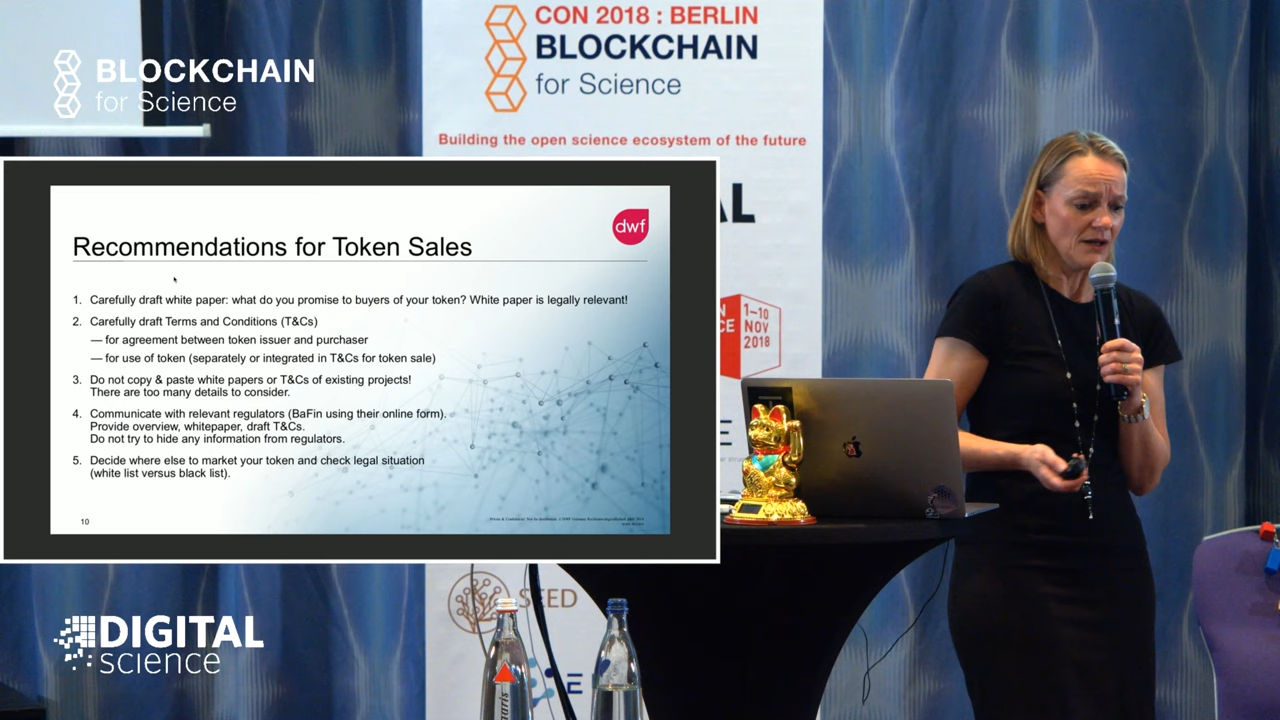 BLOCKCHAIN
for Science
CON 2018 : BERLIN
BLOCKCHAIN
for Science
Building the open science ecosystem of the future
AL
1–10
NOV
2018
dwf
Recommendations for Token Sales
1. Carefully draft white paper: what do you promise to buyers of your token? White paper is legally relevant!
2. Carefully draft Terms and Conditions (T&Cs)
— for agreement between token issuer and purchaser
— for use of token (separately or integrated in T&Cs for token sale)
3. Do not copy & paste white papers or T&Cs of existing projects!
There are too many details to consider.
4. Communicate with relevant regulators (BaFin using their online form).
Provide overview, whitepaper, draft T&Cs.
Do not try to hide any information from regulators.
5. Decide where else to market your token and check legal situation
(white list versus black list).
10
SEED
DIGITAL
science